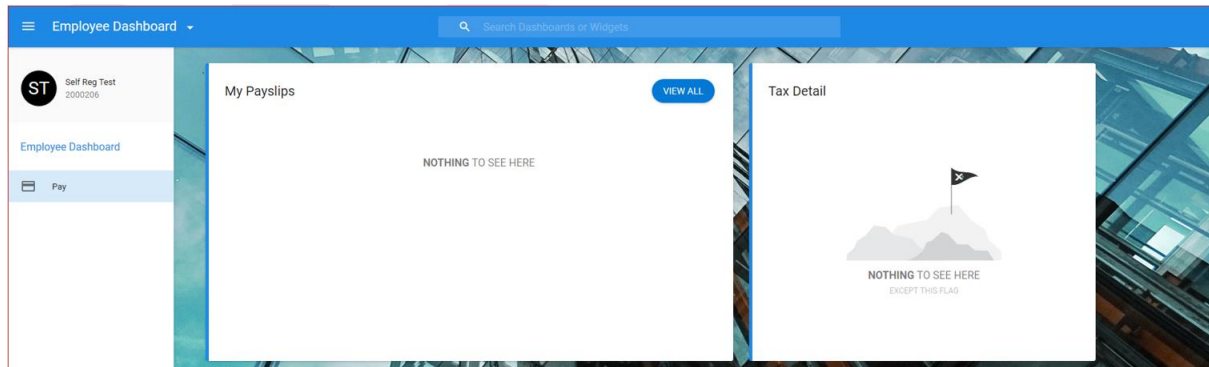 Employee Dashboard
Search Dashboards or Widgets
ST
Self Reg Test
2000206
Employee Dashboard
Pay
My Payslips
VIEW ALL
NOTHING TO SEE HERE
Tax Detail
NOTHING TO SEE HERE
EXCEPT THIS FLAG